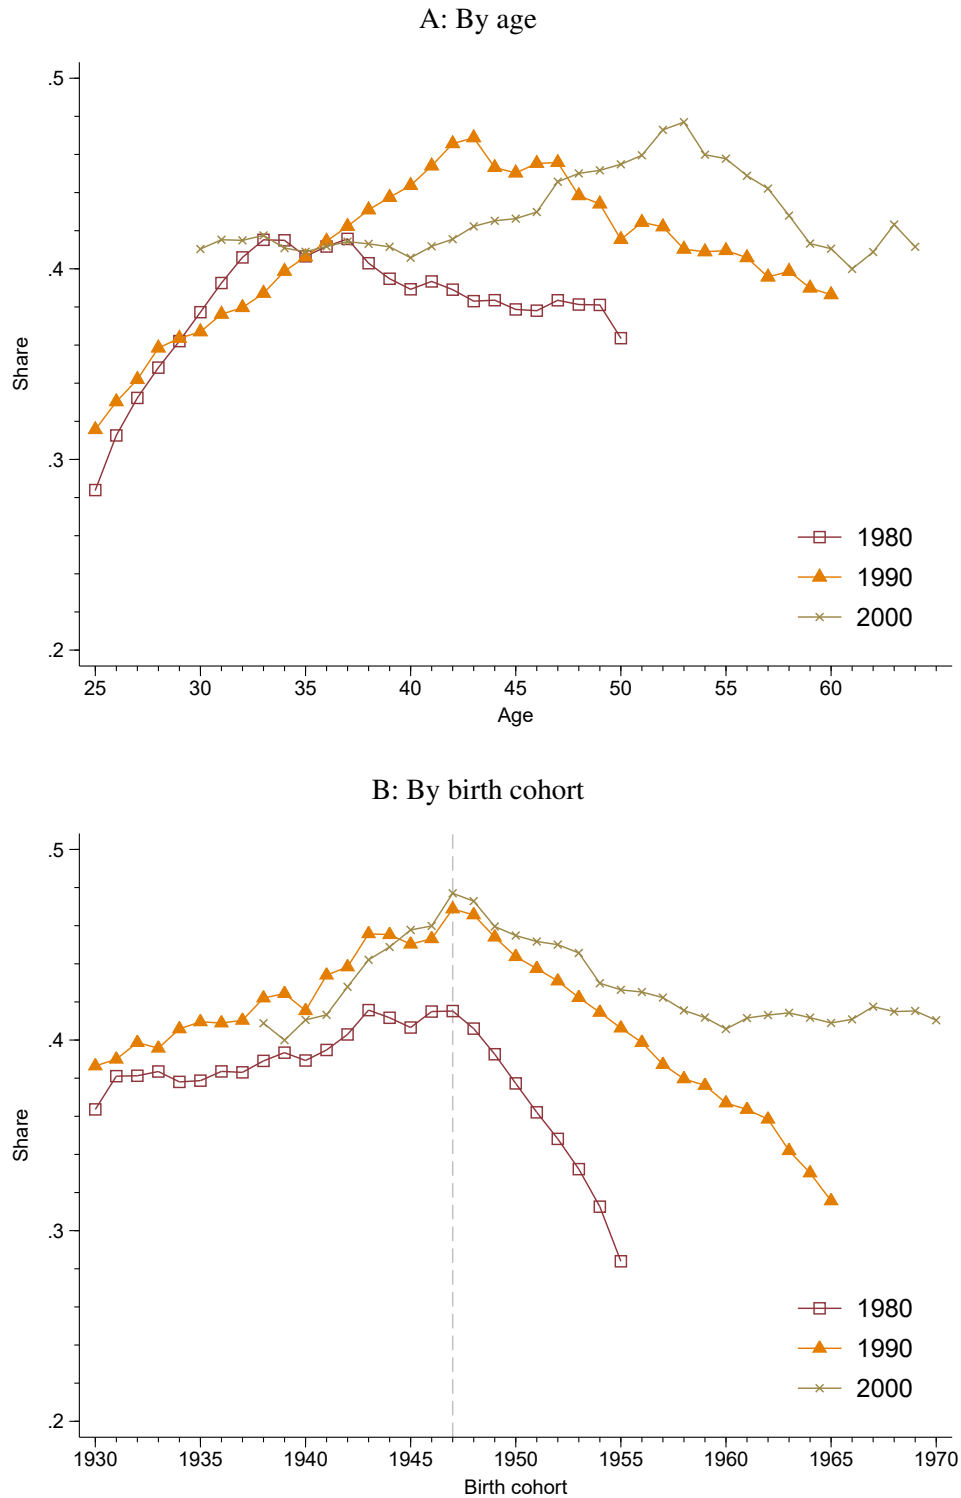 A: By age
.5
.4
.3
.2
Share
1980
1990
2000
25 30 35 40 45 50 55 60
Age
B: By birth cohort
.5
.4
.3
.2
Share
1980
1990
2000
1930 1935 1940 1945 1950 1955 1960 1965 1970
Birth cohort